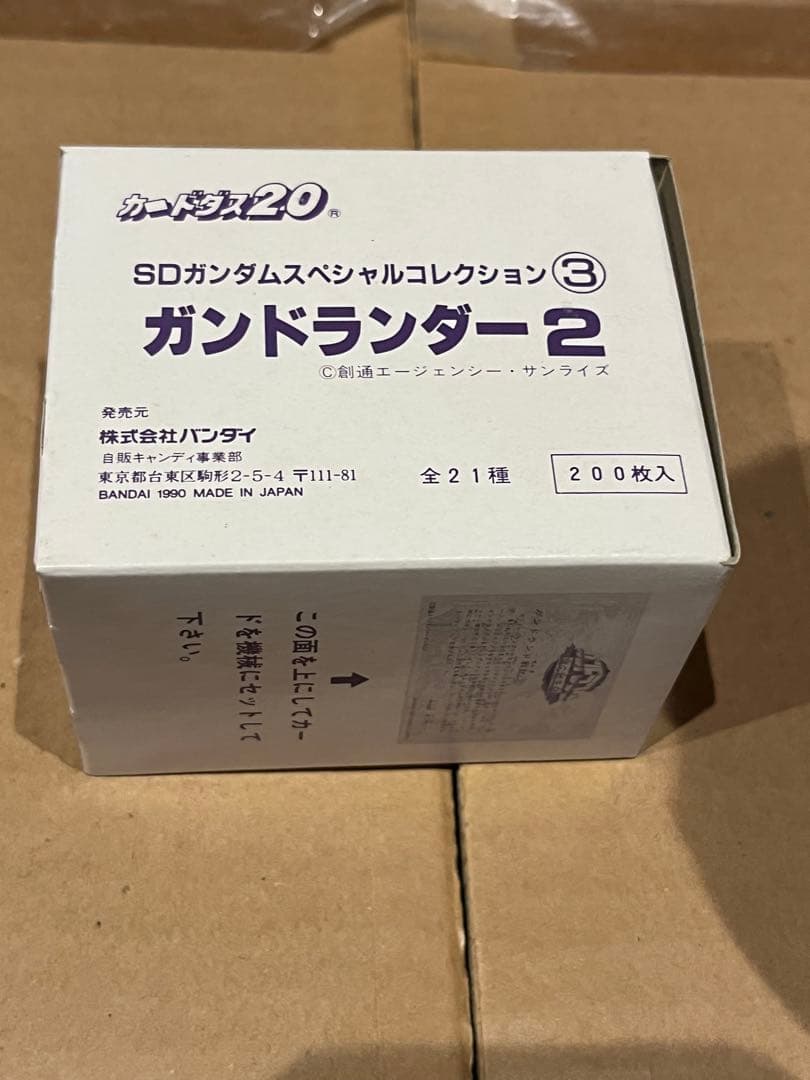 カードダス20®
SDガンダムスペシャルコレクション③
ガンドランダー2
Ⓒ創通エージェンシー・サンライズ
発売元
株式会社バンダイ
自販キャンディ事業部
東京都台東区駒形2-5-4 〒111-81
BANDAI 1990 MADE IN JAPAN
全21種
200枚入
この面を上にしてカー
ドを機械にセットして
下さい。